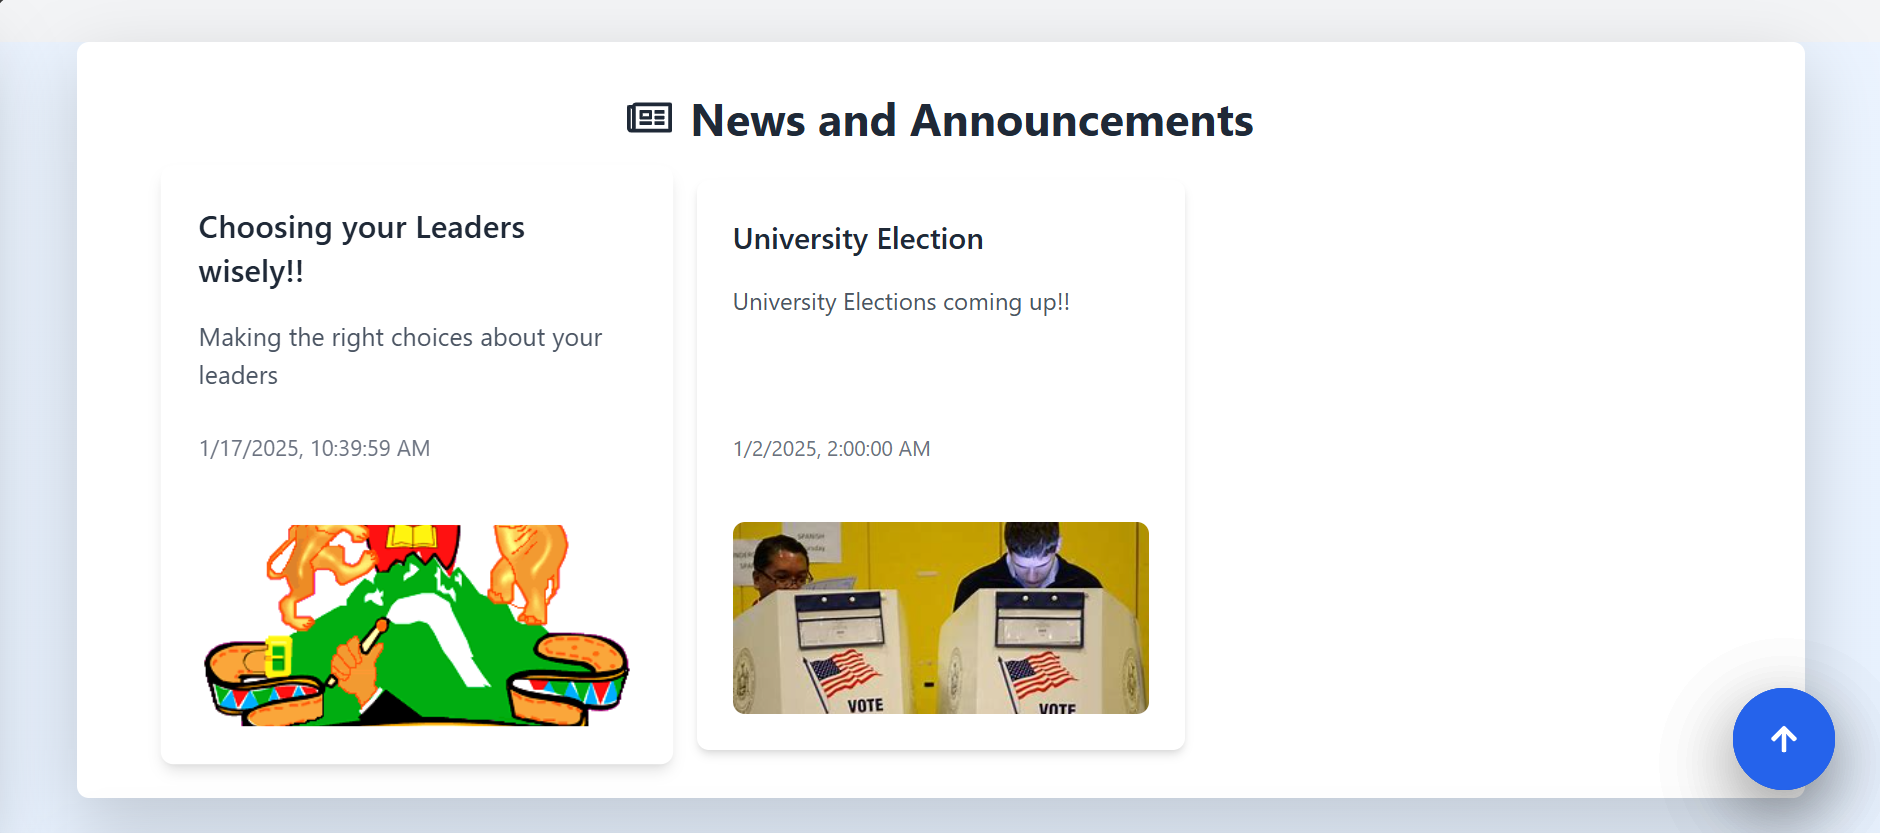 News and Announcements
Choosing your Leaders
wisely!!
Making the right choices about your
leaders
1/17/2025, 10:39:59 AM
University Election
University Elections coming up!!
1/2/2025, 2:00:00 AM
SPANISH
VOTE
VOTE